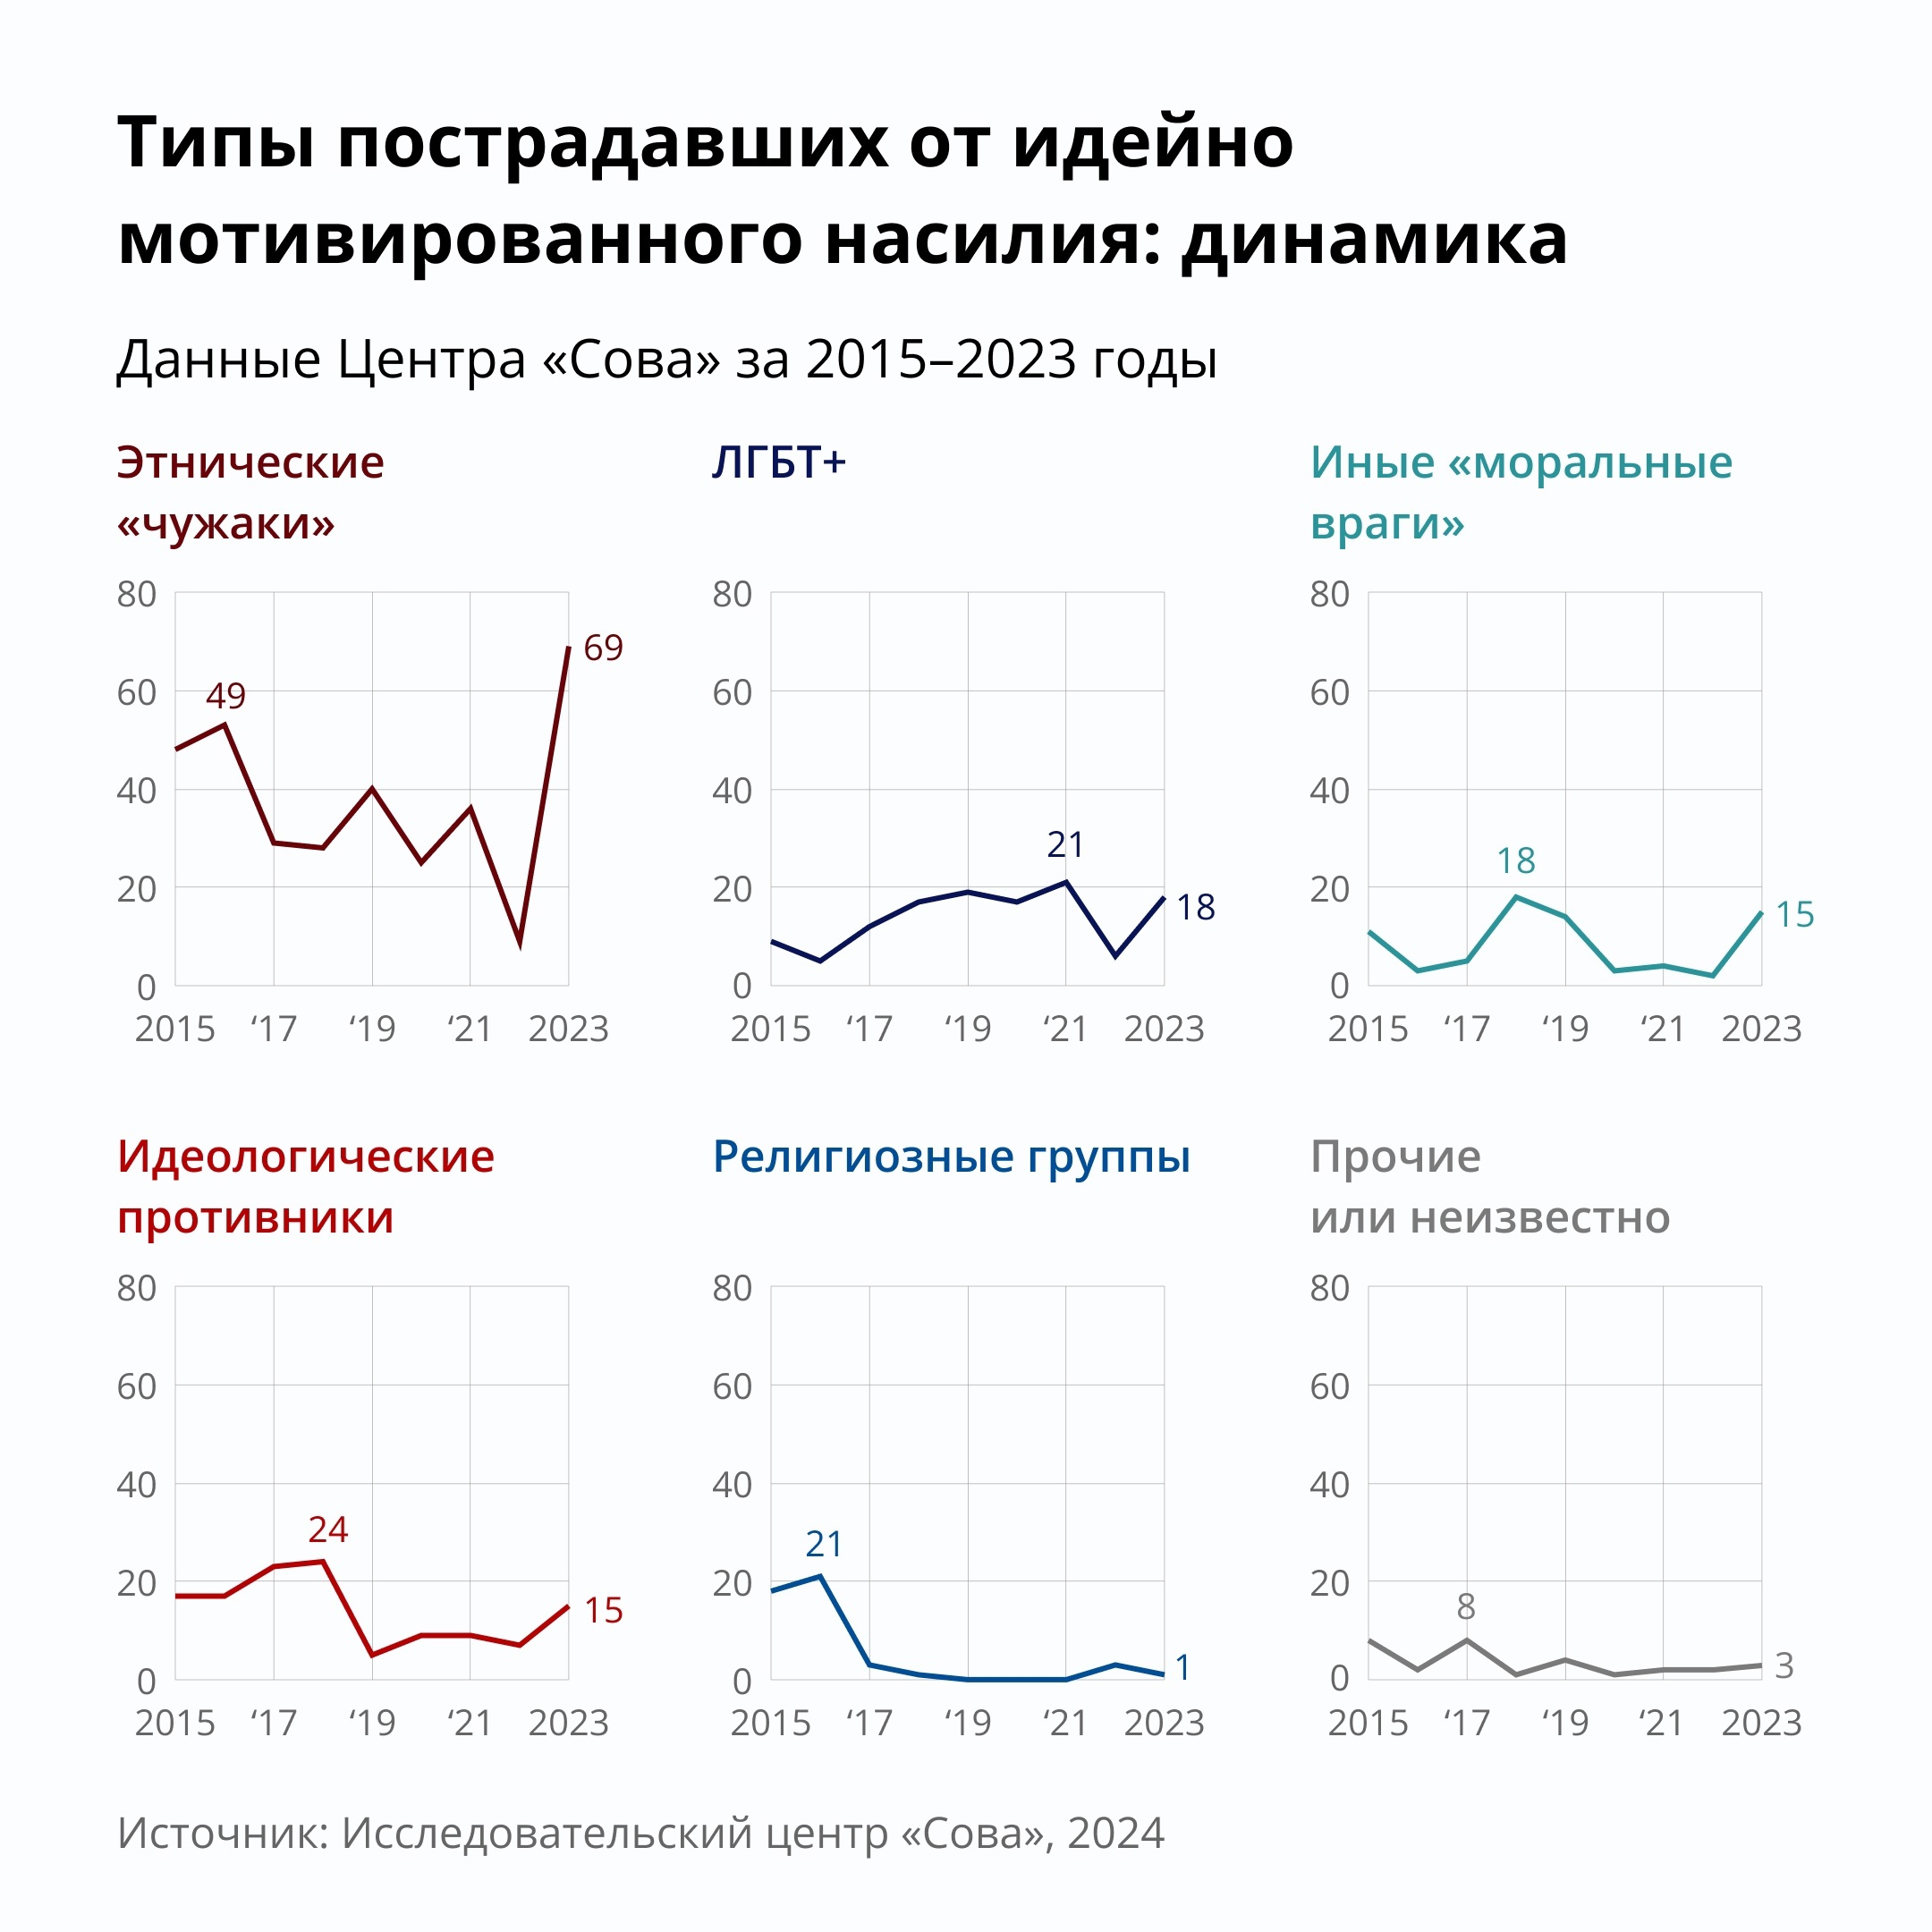 Типы пострадавших от идейно
мотивированного насилия: динамика
Данные Центра «Сова» за 2015–2023 годы
Этнические
«чужаки»
80
60
40
20
0
49
69
2015 ‘17 ‘19 ‘21 2023
ЛГБТ+
80
60
40
20
0
21
18
2015 ‘17 ‘19 ‘21 2023
Иные «моральные
враги»
80
60
40
20
0
18
15
2015 ‘17 ‘19 ‘21 2023
Идеологические
противники
80
60
40
20
0
24
15
2015 ‘17 ‘19 ‘21 2023
Религиозные группы
80
60
40
20
0
21
1
2015 ‘17 ‘19 ‘21 2023
Прочие
или неизвестно
80
60
40
20
0
8
3
2015 ‘17 ‘19 ‘21 2023
Источник: Исследовательский центр «Сова», 2024